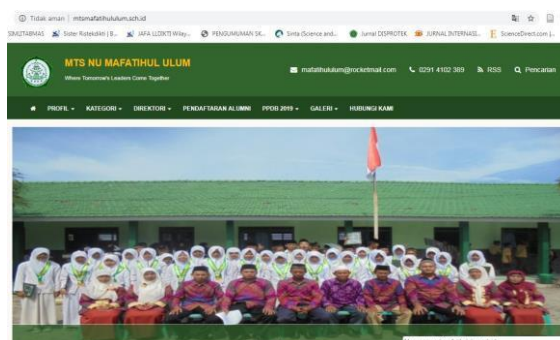 Tidak aman | mtsmafatihululum.sch.id
SIMLITABMAS Sister Ristekdikti | B... JAFA LLDIKTI Wilay... PENGUMUMAN SK... Sinta (Science and... Jurnal DISPROTEK JURNAL INTERNASI... ScienceDirect.com |...
MTS NU MAFATIHUL ULUM
Where Tomorrow's Leaders Come Together
mafatihululum@rocketmail.com 0291 4102 389 RSS Pencarian
PROFIL KATEGORI DIREKTORI PENDAFTARAN ALUMNI PPDB 2019 GALERI HUBUNGI KAMI